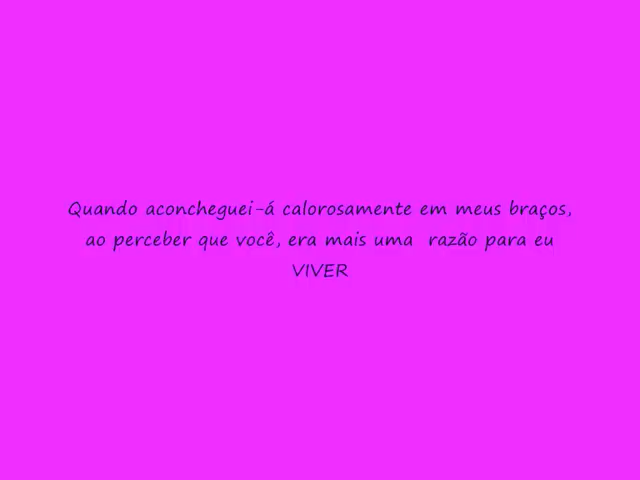 Quando aconcheguei-á calorosamente em meus braços,
ao perceber que você, era mais uma  razão para eu
VIVER